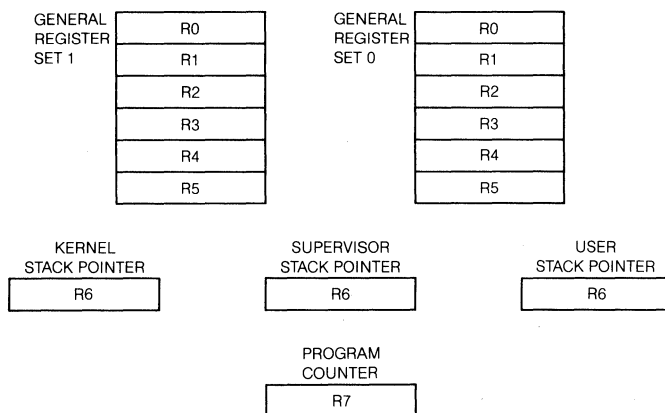 GENERAL
REGISTER
SET 1
R0
R1
R2
R3
R4
R5
GENERAL
REGISTER
SET 0
R0
R1
R2
R3
R4
R5
KERNEL
STACK POINTER
R6
SUPERVISOR
STACK POINTER
R6
USER
STACK POINTER
R6
PROGRAM
COUNTER
R7